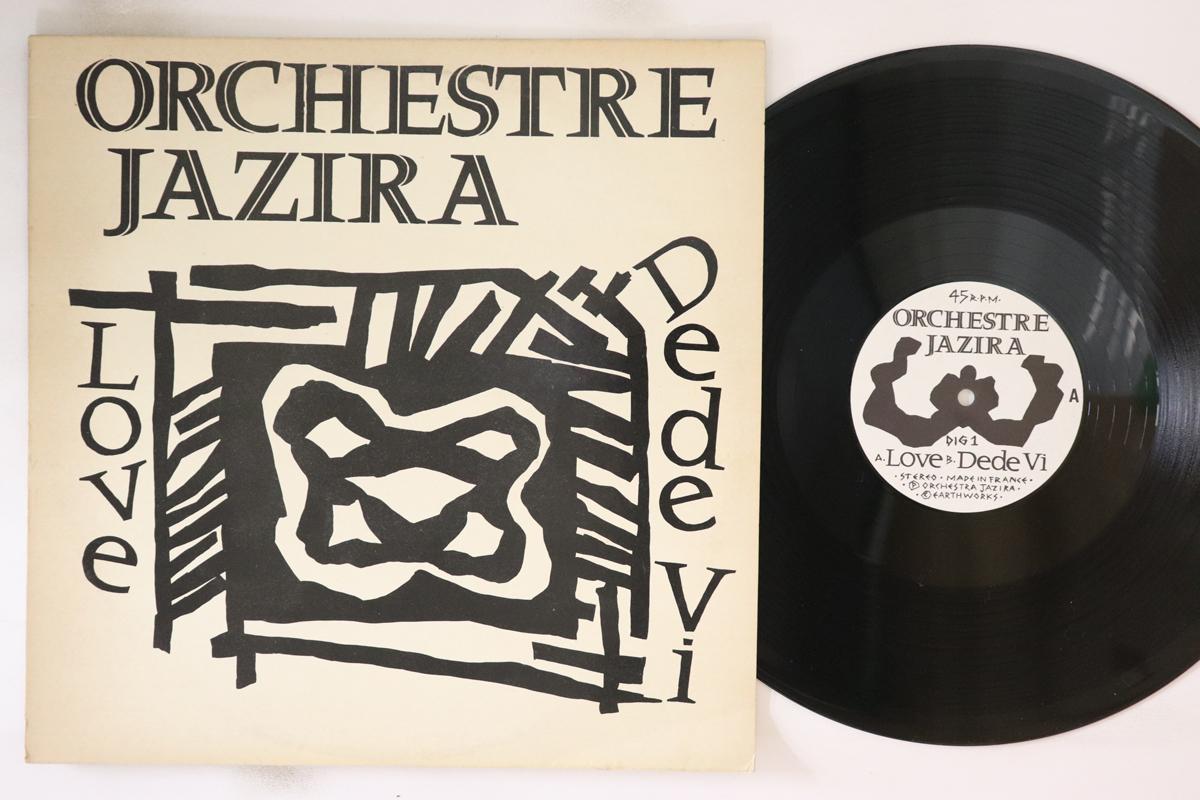 ORCHESTRE
JAZIRA
Love
Dede Vi
45 R.P.M.
ORCHESTRE
JAZIRA
A
DIG 1
A. Love B. Dede Vi
· STEREO · MADE IN FRANCE ·
· Ⓟ ORCHESTRA JAZIRA ·
· © EARTHWORKS ·